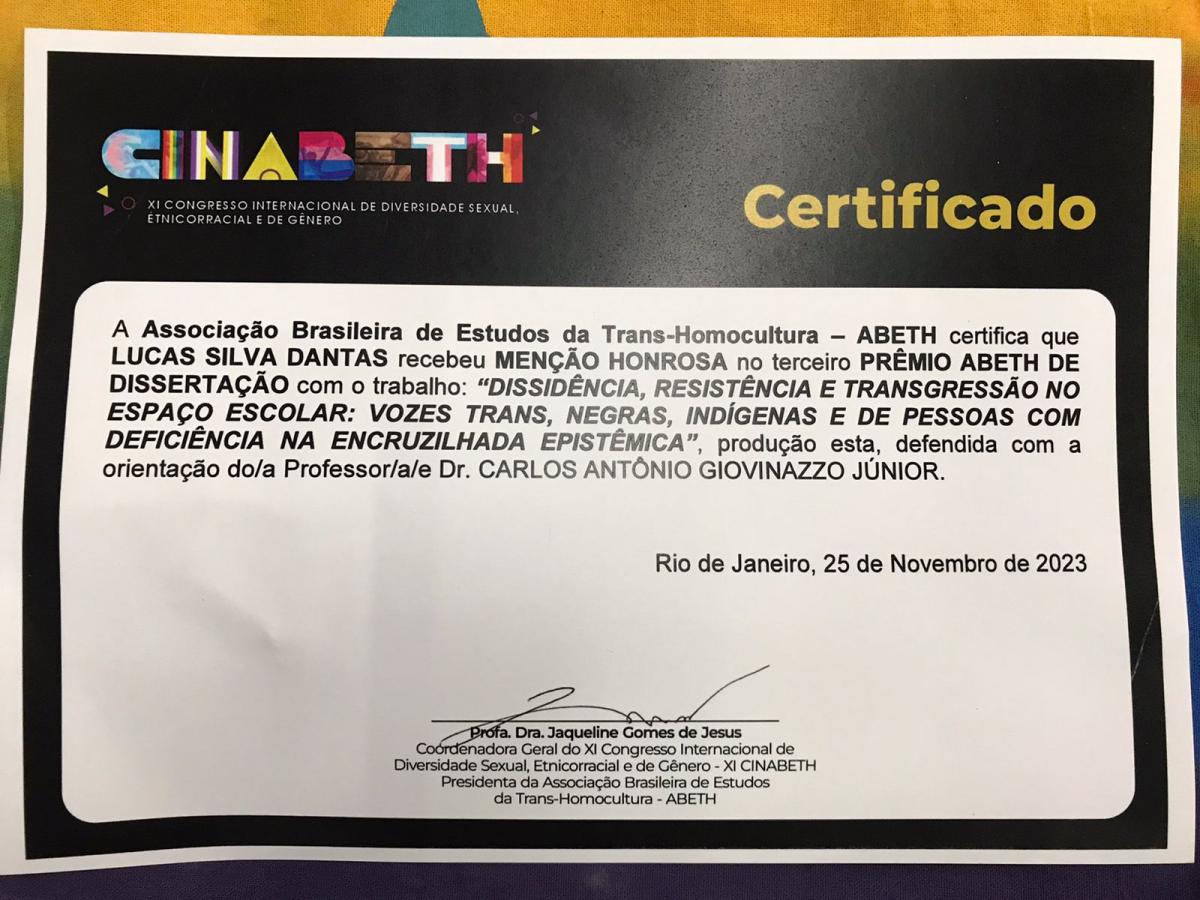 CINABETH
XI CONGRESSO INTERNACIONAL DE DIVERSIDADE SEXUAL,
ÉTNICORRACIAL E DE GÊNERO
Certificado
A Associação Brasileira de Estudos da Trans-Homocultura – ABETH certifica que
LUCAS SILVA DANTAS recebeu MENÇÃO HONROSA no terceiro PRÊMIO ABETH DE
DISSERTAÇÃO com o trabalho: “DISSIDÊNCIA, RESISTÊNCIA E TRANSGRESSÃO NO
ESPAÇO ESCOLAR: VOZES TRANS, NEGRAS, INDÍGENAS E DE PESSOAS COM
DEFICIÊNCIA NA ENCRUZILHADA EPISTÊMICA”, produção esta, defendida com a
orientação do/a Professor/a/e Dr. CARLOS ANTÔNIO GIOVINAZZO JÚNIOR.
Rio de Janeiro, 25 de Novembro de 2023
Profa. Dra. Jaqueline Gomes de Jesus
Coordenadora Geral do XI Congresso Internacional de
Diversidade Sexual, Etnicorracial e de Gênero - XI CINABETH
Presidenta da Associação Brasileira de Estudos
da Trans-Homocultura - ABETH